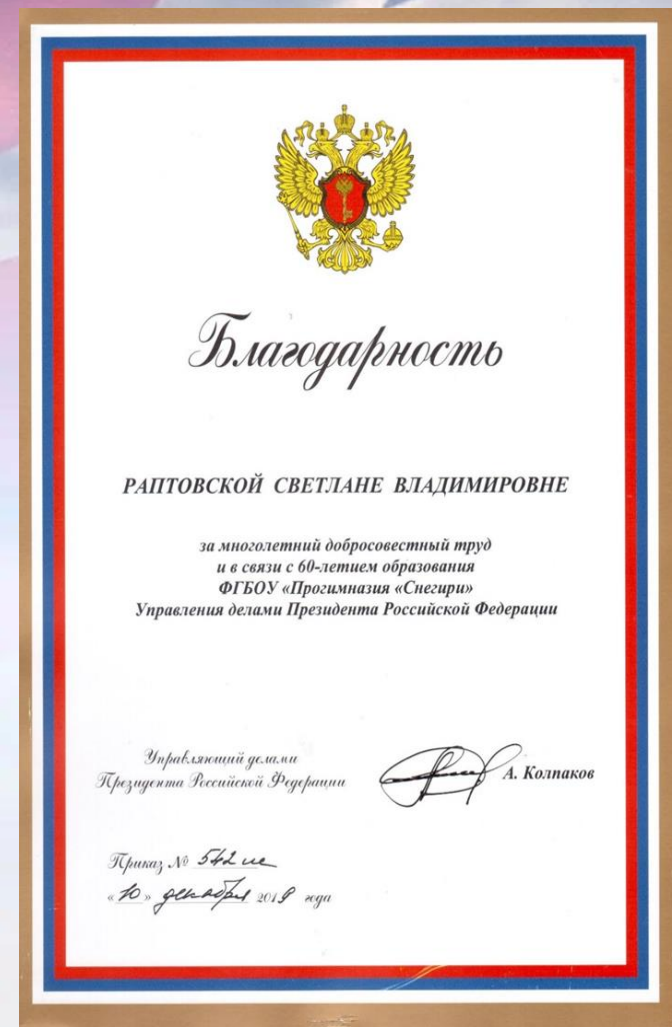 Благодарность
РАПТОВСКОЙ СВЕТЛАНЕ ВЛАДИМИРОВНЕ
за многолетний добросовестный труд
и в связи с 60-летием образования
ФГБОУ «Прогимназия «Снегири»
Управления делами Президента Российской Федерации
Управляющий делами
Президента Российской Федерации
А. Колпаков
Приказ № 542
«10» декабря 2019 года